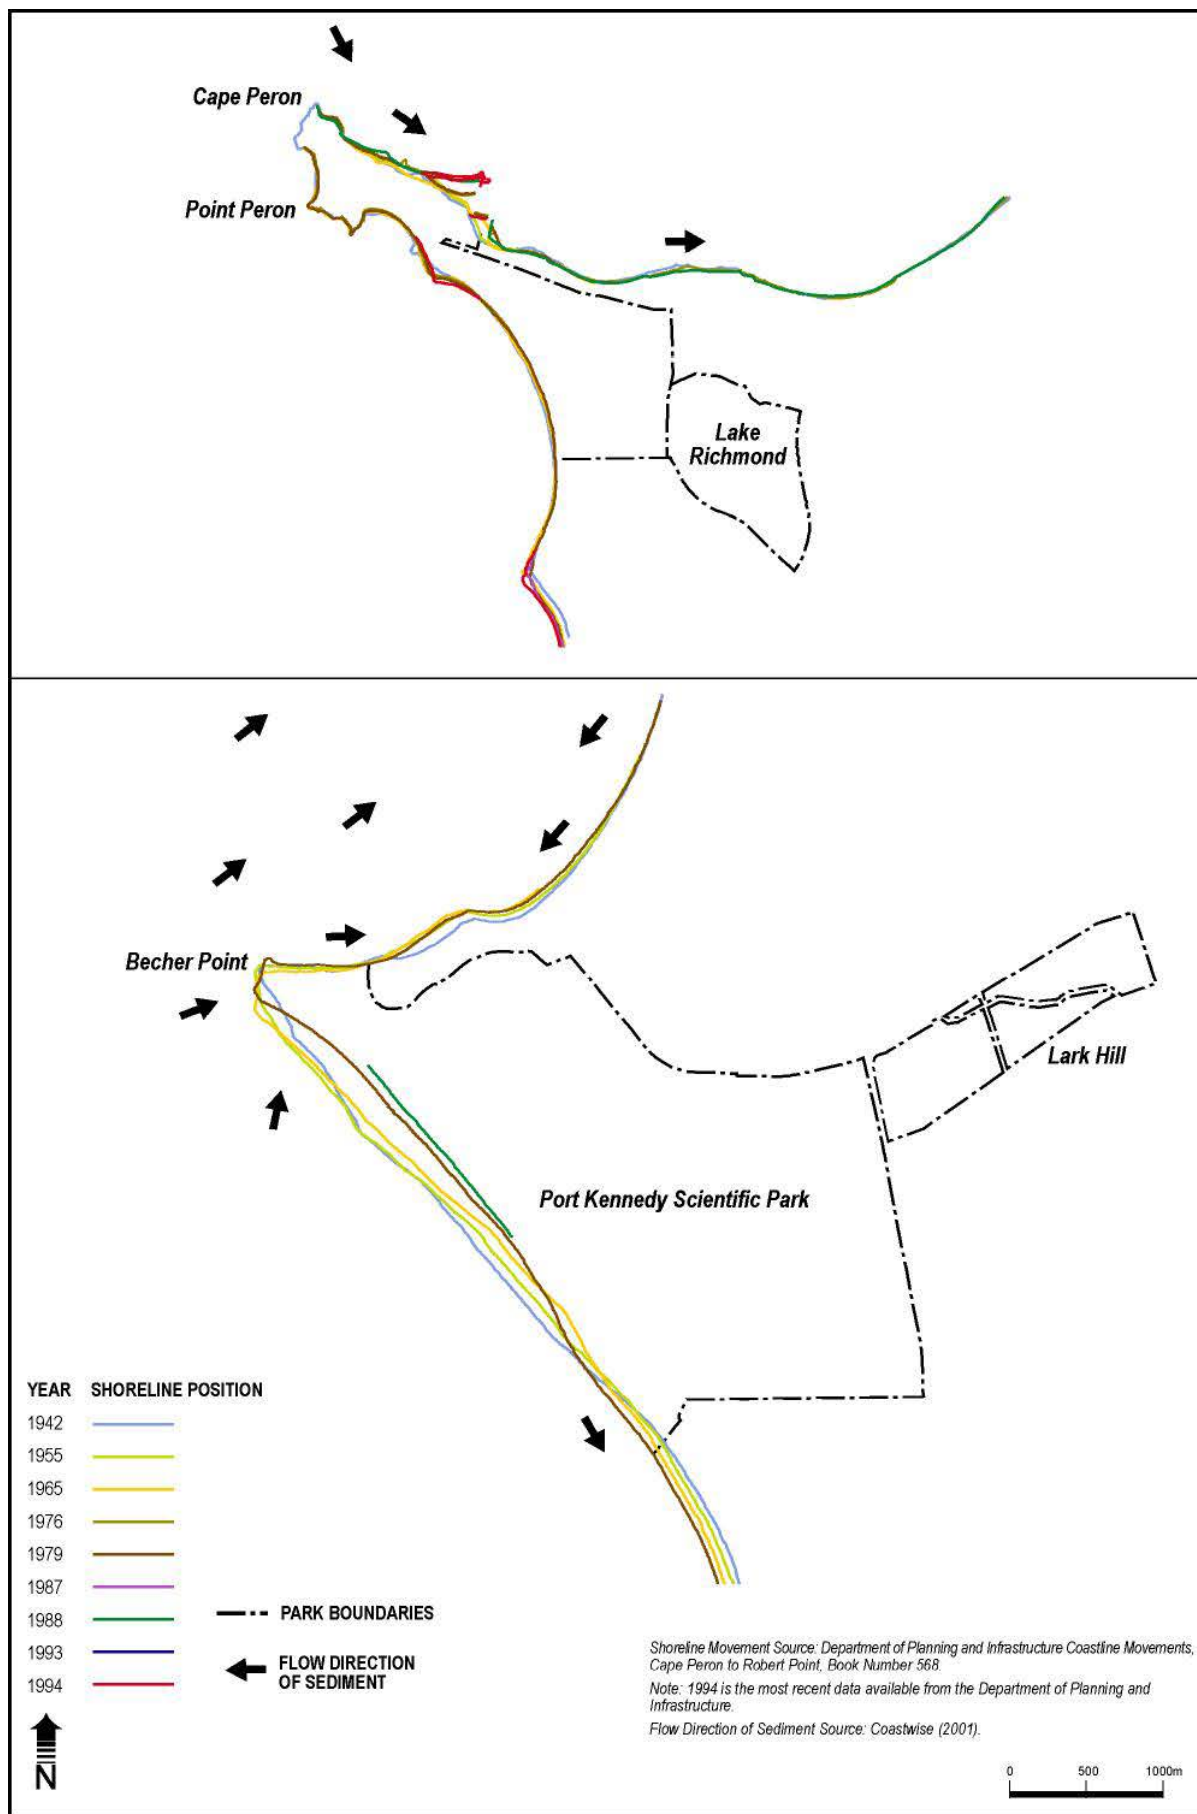 Cape Peron
Point Peron
Lake
Richmond
Becher Point
Lark Hill
Port Kennedy Scientific Park
YEAR SHORELINE POSITION
1942
1955
1965
1976
1979
1987
1988
1993
1994
PARK BOUNDARIES
FLOW DIRECTION
OF SEDIMENT
N
Shoreline Movement Source: Department of Planning and Infrastructure Coastline Movements,
Cape Peron to Robert Point, Book Number 568.
Note: 1994 is the most recent data available from the Department of Planning and
Infrastructure.
Flow Direction of Sediment Source: Coastwise (2001).
0 500 1000m